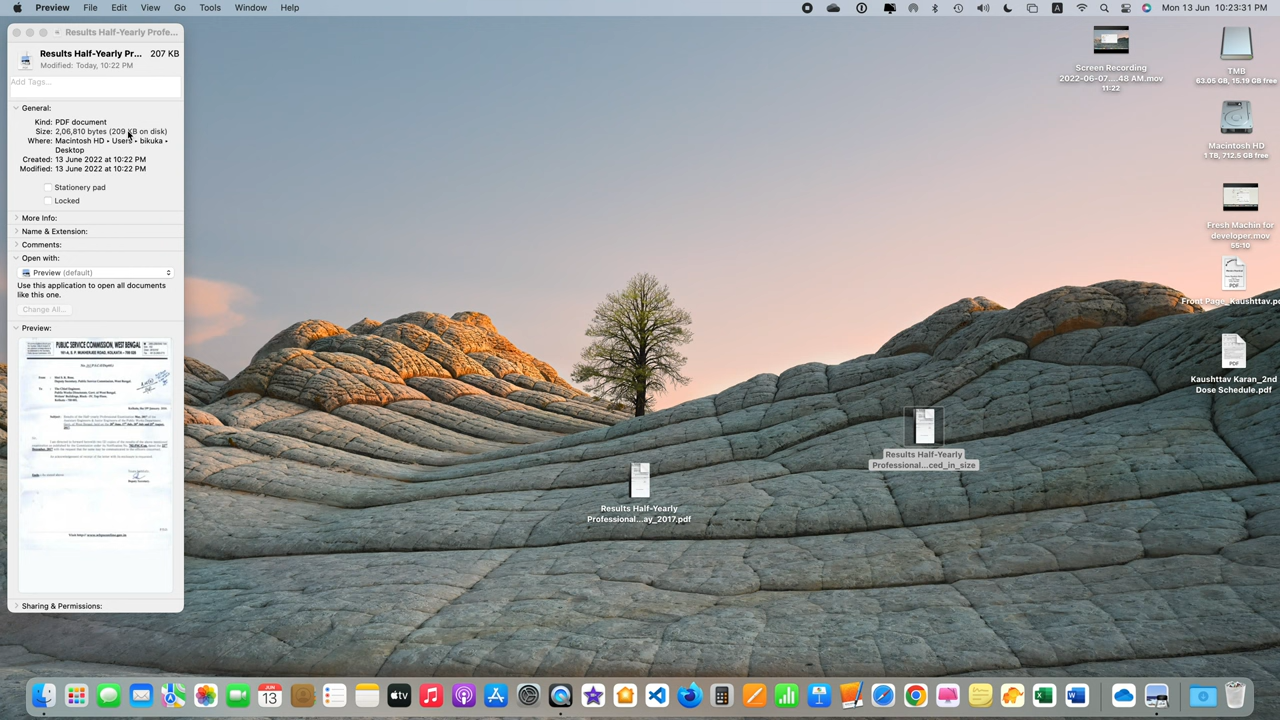 Preview File Edit View Go Tools Window Help
A Mon 13 Jun 10:23:31 PM
Results Half-Yearly Profe...
Results Half-Yearly Pr... 207 KB
Modified: Today, 10:22 PM
Add Tags...
General:
Kind: PDF document
Size: 2,06,810 bytes (209 KB on disk)
Where: Macintosh HD • Users • bikuka •
Desktop
Created: 13 June 2022 at 10:22 PM
Modified: 13 June 2022 at 10:22 PM
Stationery pad
Locked
More Info:
Name & Extension:
Comments:
Open with:
Preview (default)
Use this application to open all documents
like this one.
Change All...
Preview:
PUBLIC SERVICE COMMISSION, WEST BENGAL
Sharing & Permissions:
Screen Recording
2022-06-07....48 AM.mov
11:22
TMB
63.05 GB, 15.19 GB free
Macintosh HD
1 TB, 712.5 GB free
Fresh Machin for
developer.mov
55:10
PDF
Front Page_Kaushttav.pd
PDF
Kaushttav Karan_2nd
Dose Schedule.pdf
Results Half-Yearly
Professional...ced_in_size
Results Half-Yearly
Professional...ay_2017.pdf
JUN
13
tv